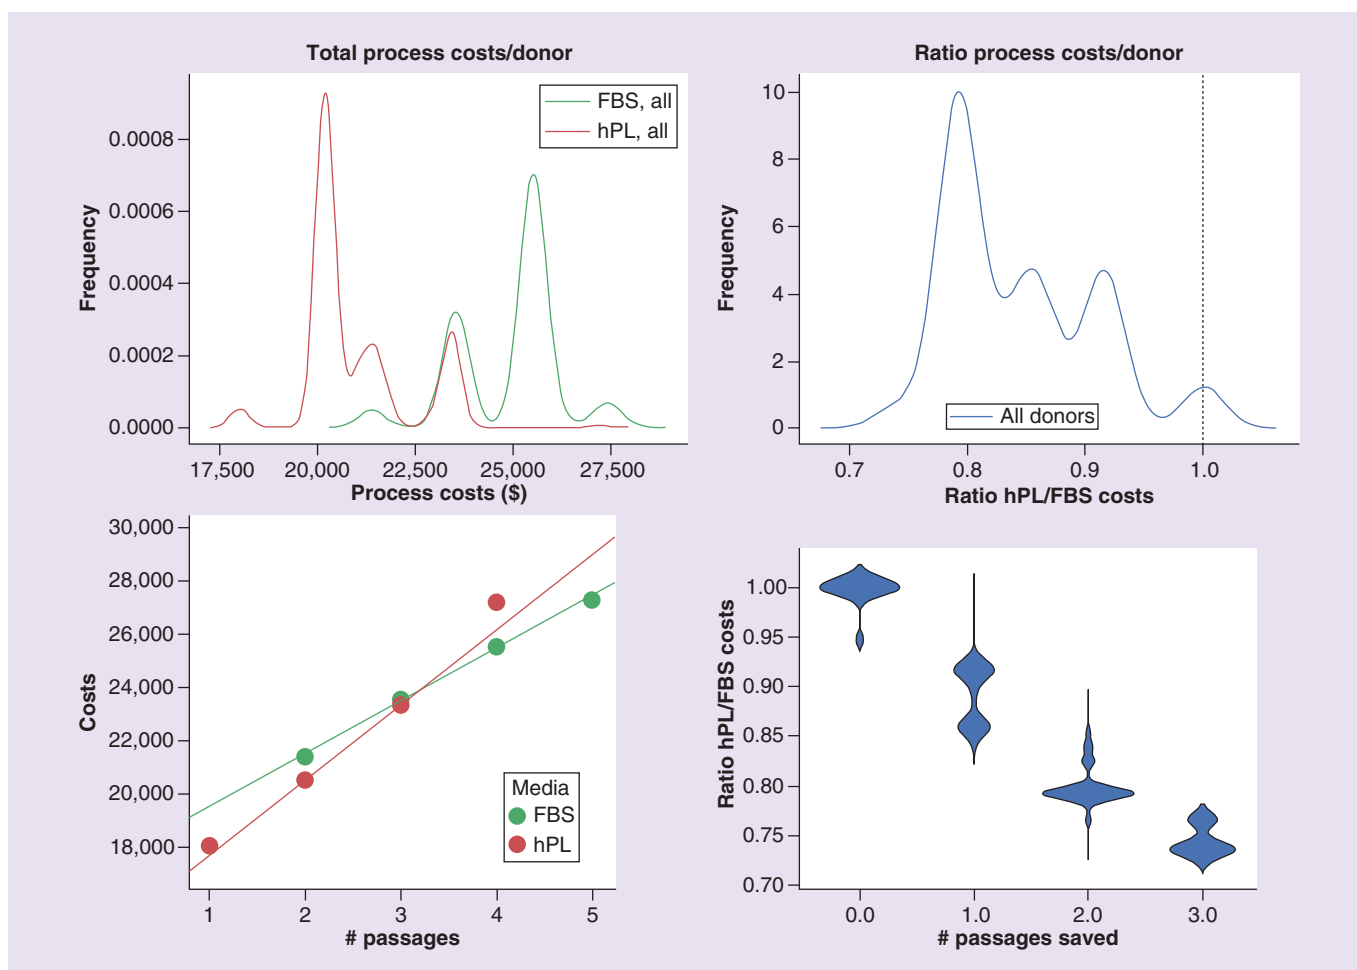 Total process costs/donor
FBS, all
hPL, all
Frequency
0.0008
0.0006
0.0004
0.0002
0.0000
17,500 20,000 22,500 25,000 27,500
Process costs ($)
Ratio process costs/donor
Frequency
10
8
6
4
2
0
All donors
0.7 0.8 0.9 1.0
Ratio hPL/FBS costs
Costs
30,000
28,000
26,000
24,000
22,000
20,000
18,000
Media
FBS
hPL
1 2 3 4 5
# passages
Ratio hPL/FBS costs
1.00
0.95
0.90
0.85
0.80
0.75
0.70
0.0 1.0 2.0 3.0
# passages saved